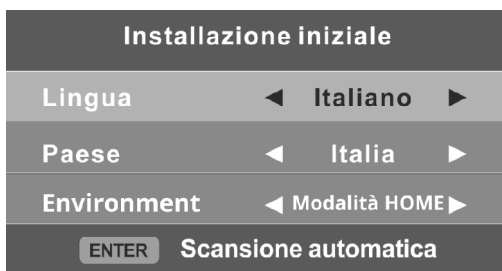 Installazione iniziale
Lingua ◀ Italiano ▶
Paese ◀ Italia ▶
Environment ◀ Modalità HOME ▶
ENTER Scansione automatica